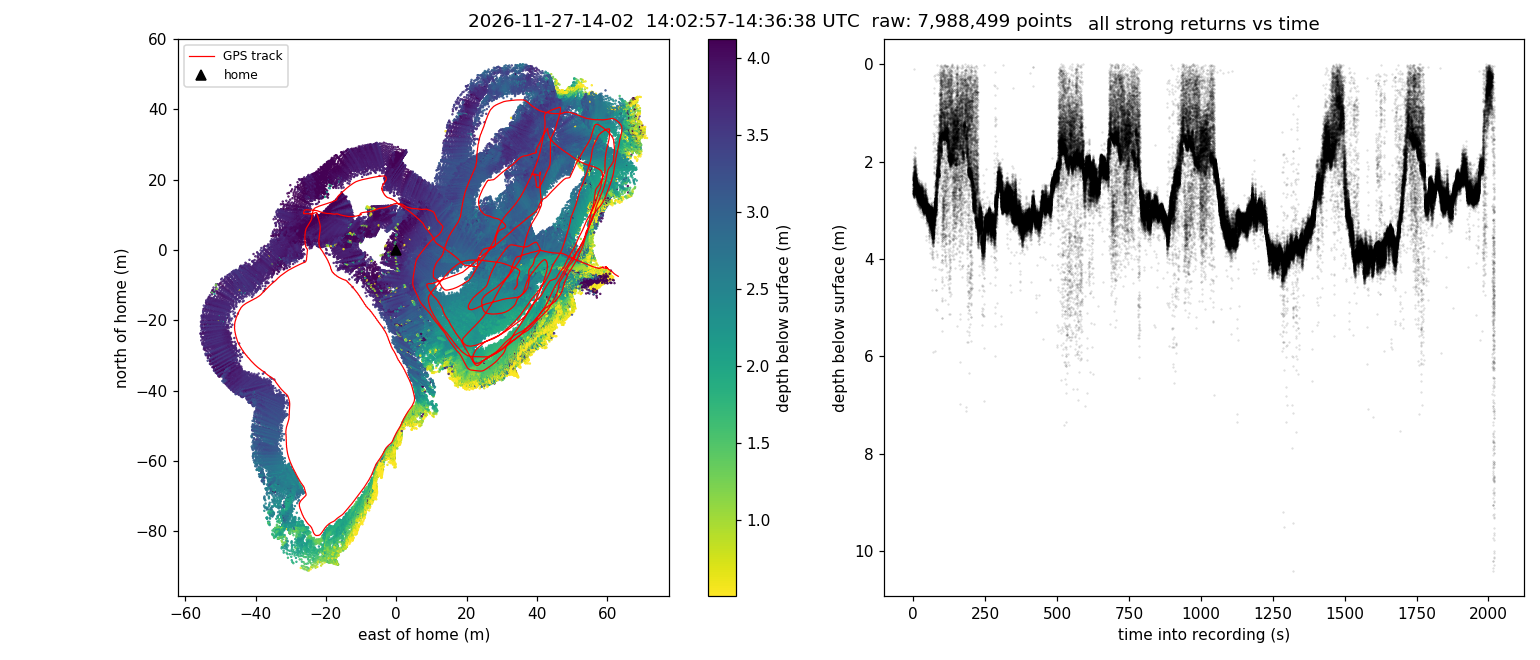 2026-11-27-14-02  14:02:57-14:36:38 UTC  raw: 7,988,499 points
all strong returns vs time
GPS track
home
60
40
20
0
−20
−40
−60
−80
north of home (m)
−60 −40 −20 0 20 40 60
east of home (m)
4.0
3.5
3.0
2.5
2.0
1.5
1.0
depth below surface (m)
0
2
4
6
8
10
depth below surface (m)
0 250 500 750 1000 1250 1500 1750 2000
time into recording (s)